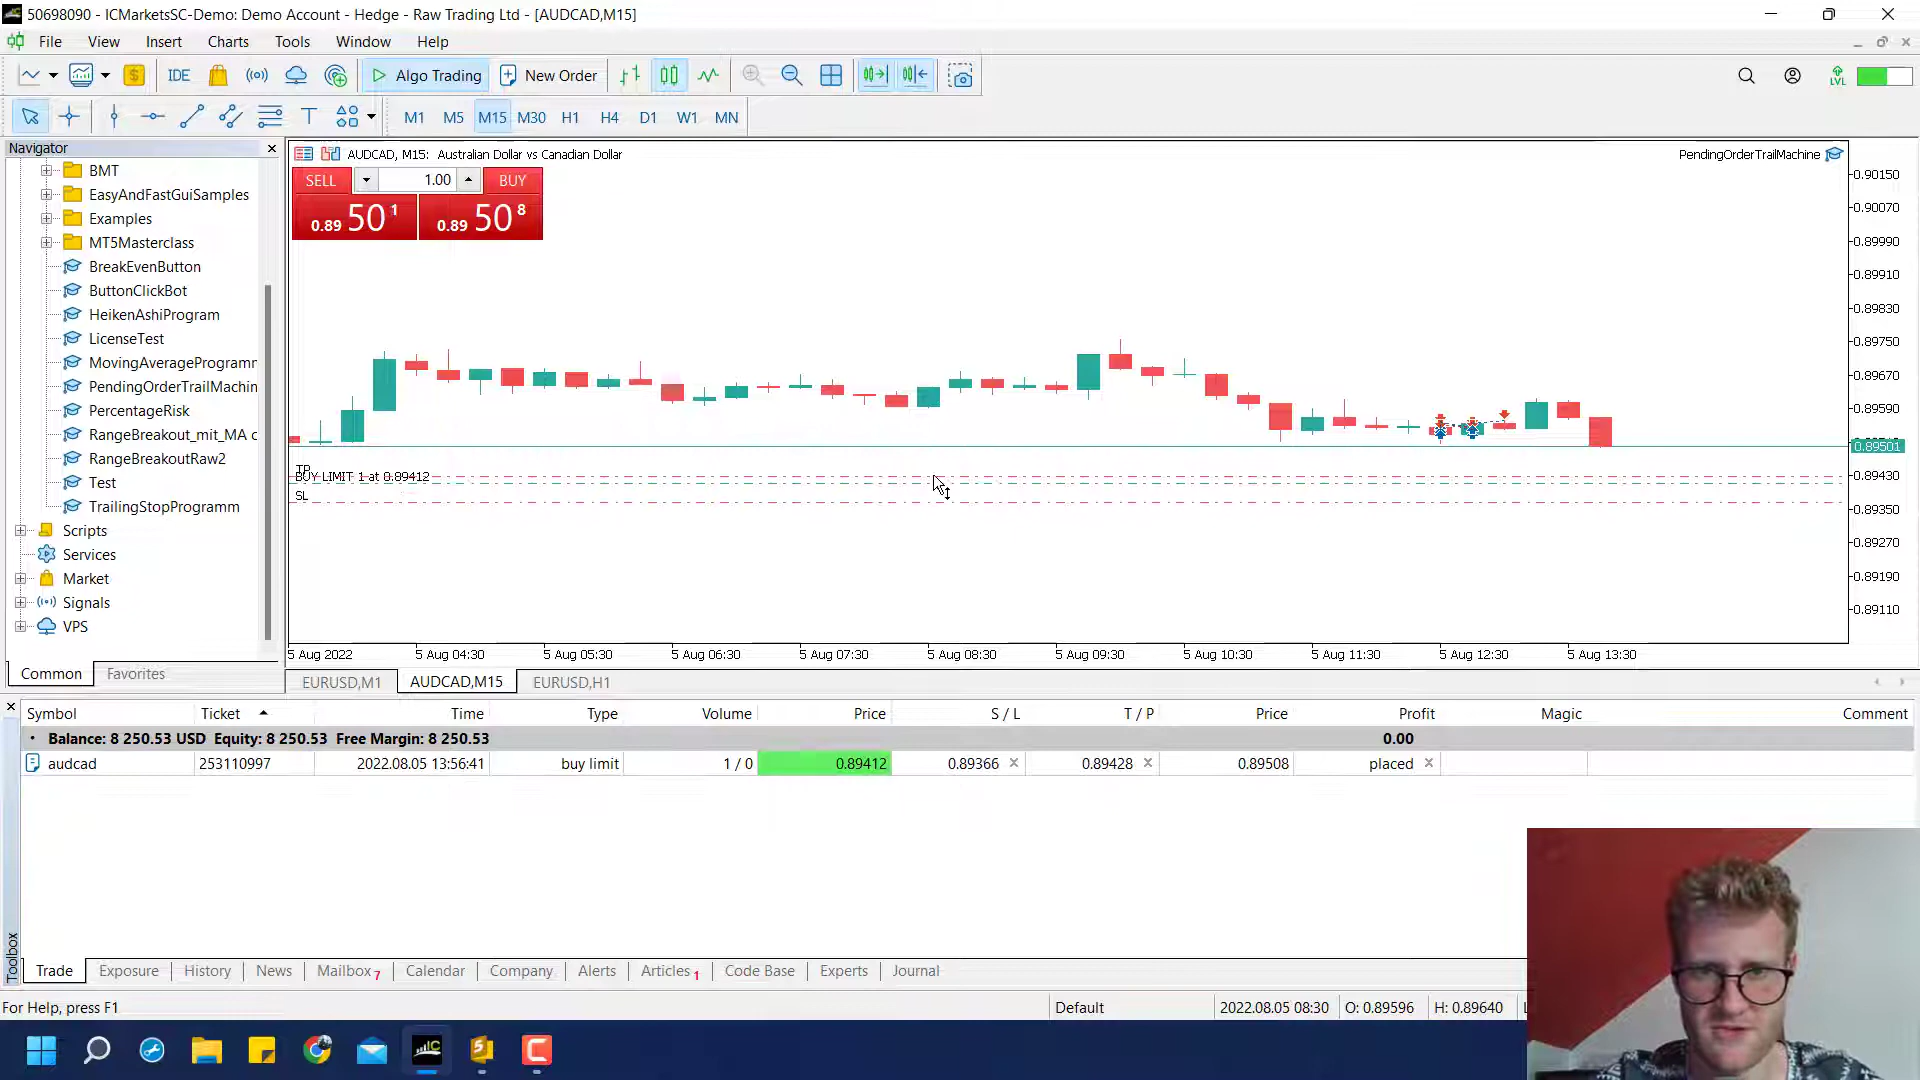 50698090 - ICMarketsSC-Demo: Demo Account - Hedge - Raw Trading Ltd - [AUDCAD,M15]
File View Insert Charts Tools Window Help
IDE Algo Trading New Order LVL
T M1 M5 M15 M30 H1 H4 D1 W1 MN
Navigator
BMT
EasyAndFastGuiSamples
Examples
MT5Masterclass
BreakEvenButton
ButtonClickBot
HeikenAshiProgram
LicenseTest
MovingAverageProgramm
PendingOrderTrailMachin
PercentageRisk
RangeBreakout_mit_MA c
RangeBreakoutRaw2
Test
TrailingStopProgramm
Scripts
Services
Market
Signals
VPS
Common Favorites
AUDCAD, M15: Australian Dollar vs Canadian Dollar
PendingOrderTrailMachine
SELL 1.00 BUY
0.89 50 1 0.89 50 8
0.90150
0.90070
0.89990
0.89910
0.89830
0.89750
0.89670
0.89590
0.89501
0.89430
0.89350
0.89270
0.89190
0.89110
TP
BUY LIMIT 1 at 0.89412
SL
5 Aug 2022 5 Aug 04:30 5 Aug 05:30 5 Aug 06:30 5 Aug 07:30 5 Aug 08:30 5 Aug 09:30 5 Aug 10:30 5 Aug 11:30 5 Aug 12:30 5 Aug 13:30
EURUSD,M1 AUDCAD,M15 EURUSD,H1
Symbol Ticket Time Type Volume Price S / L T / P Price Profit Magic Comment
Balance: 8 250.53 USD Equity: 8 250.53 Free Margin: 8 250.53 0.00
audcad 253110997 2022.08.05 13:56:41 buy limit 1 / 0 0.89412 0.89366 0.89428 0.89508 placed
Toolbox
Trade Exposure History News Mailbox 7 Calendar Company Alerts Articles 1 Code Base Experts Journal
For Help, press F1 Default 2022.08.05 08:30 O: 0.89596 H: 0.89640
IC